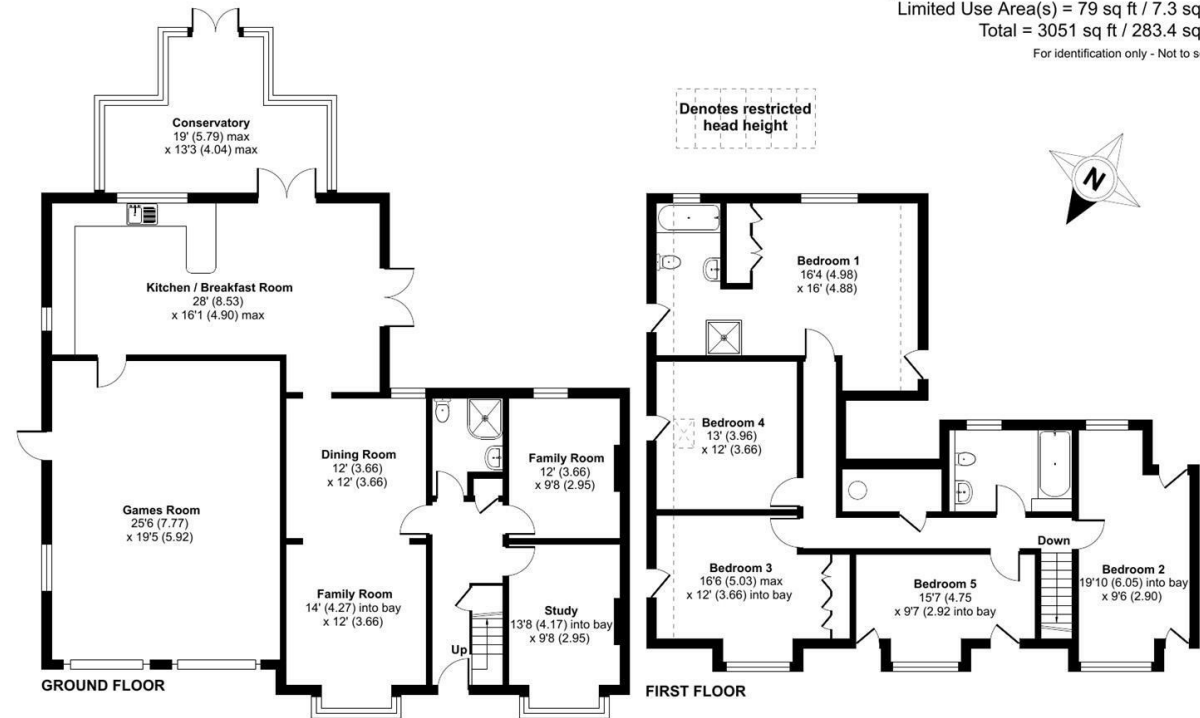 Limited Use Area(s) = 79 sq ft / 7.3 sq
Total = 3051 sq ft / 283.4 sq
For identification only - Not to s
Conservatory
19' (5.79) max
x 13'3 (4.04) max
Kitchen / Breakfast Room
28' (8.53)
x 16'1 (4.90) max
Games Room
25'6 (7.77)
x 19'5 (5.92)
Dining Room
12' (3.66)
x 12' (3.66)
Family Room
12' (3.66)
x 9'8 (2.95)
Family Room
14' (4.27) into bay
x 12' (3.66)
Study
13'8 (4.17) into bay
x 9'8 (2.95)
Up
GROUND FLOOR
Denotes restricted
head height
N
Bedroom 1
16'4 (4.98)
x 16' (4.88)
Bedroom 4
13' (3.96)
x 12' (3.66)
Bedroom 3
16'6 (5.03) max
x 12' (3.66) into bay
Bedroom 5
15'7 (4.75
x 9'7 (2.92 into bay
Down
Bedroom 2
19'10 (6.05) into bay
x 9'6 (2.90)
FIRST FLOOR